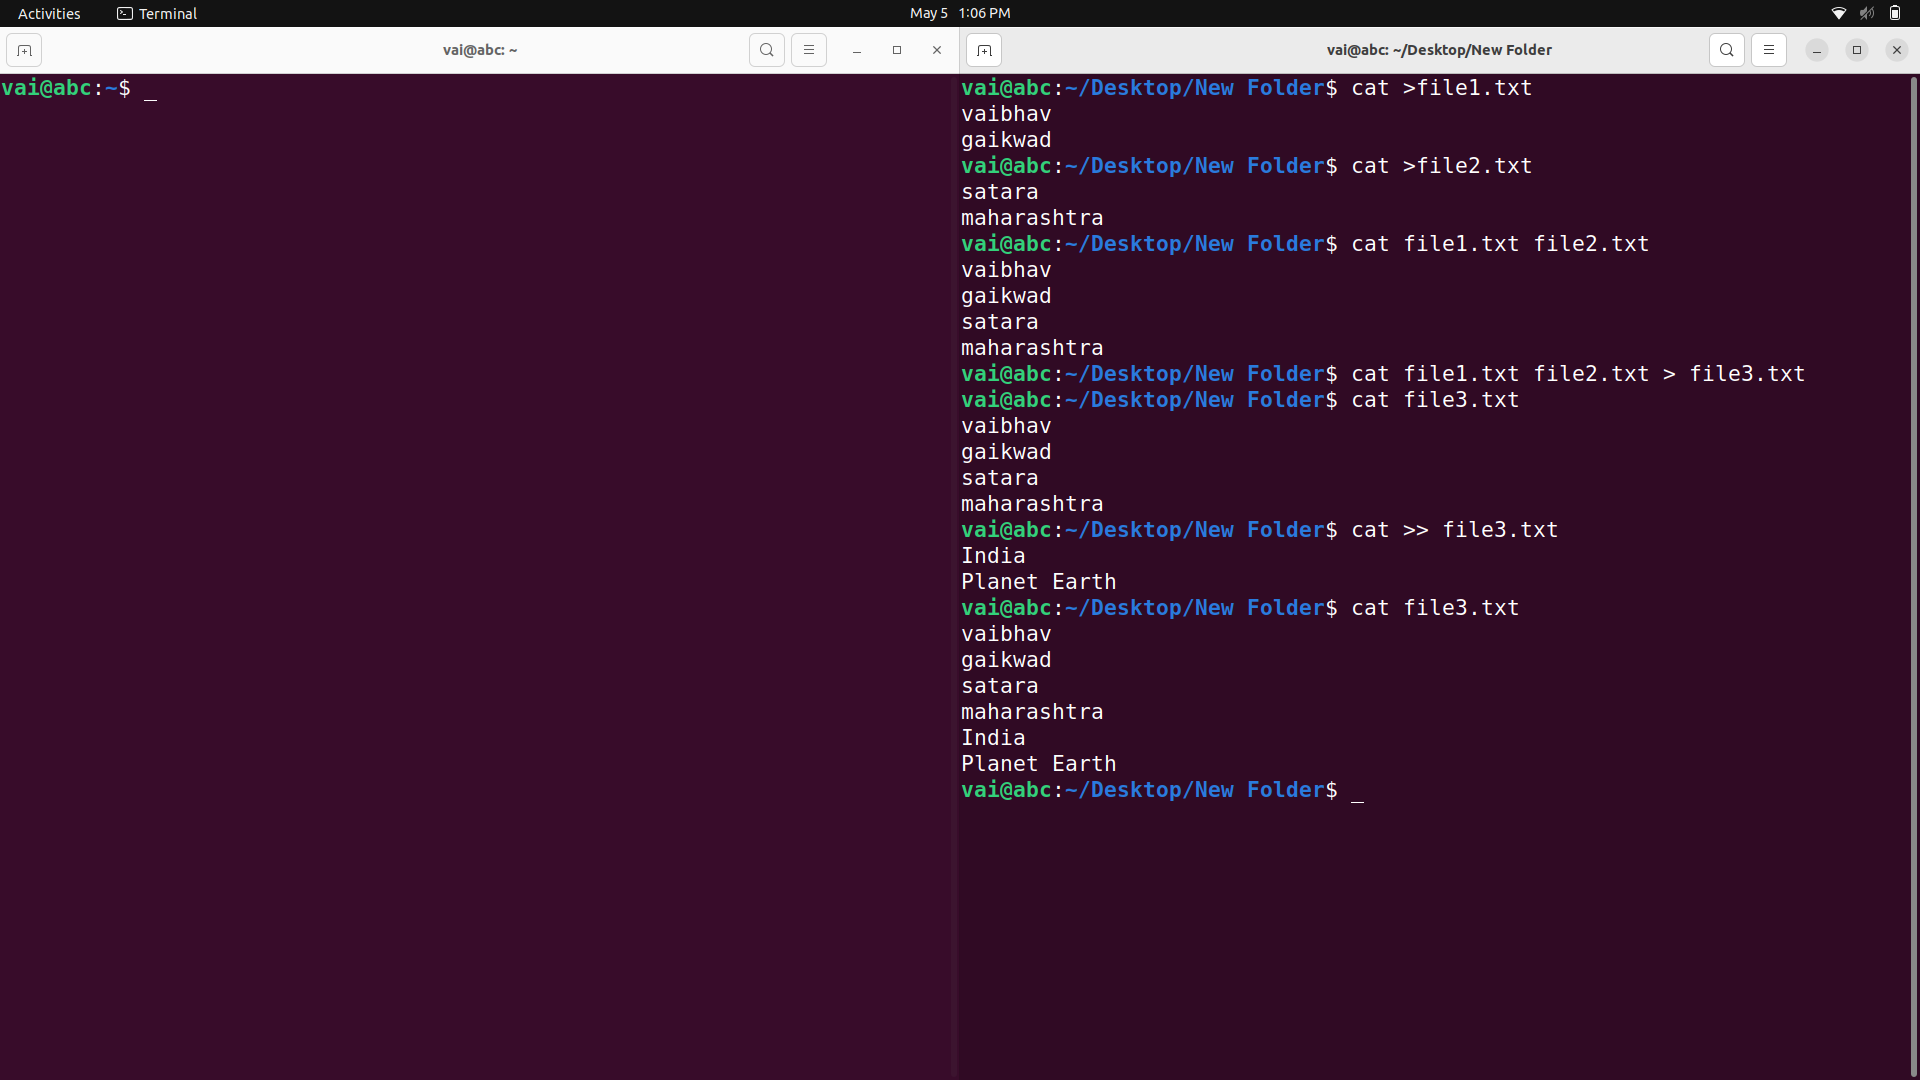 Activities Terminal May 5 1:06 PM
vai@abc: ~
vai@abc:~$ _
vai@abc: ~/Desktop/New Folder
vai@abc:~/Desktop/New Folder$ cat >file1.txt
vaibhav
gaikwad
vai@abc:~/Desktop/New Folder$ cat >file2.txt
satara
maharashtra
vai@abc:~/Desktop/New Folder$ cat file1.txt file2.txt
vaibhav
gaikwad
satara
maharashtra
vai@abc:~/Desktop/New Folder$ cat file1.txt file2.txt > file3.txt
vai@abc:~/Desktop/New Folder$ cat file3.txt
vaibhav
gaikwad
satara
maharashtra
vai@abc:~/Desktop/New Folder$ cat >> file3.txt
India
Planet Earth
vai@abc:~/Desktop/New Folder$ cat file3.txt
vaibhav
gaikwad
satara
maharashtra
India
Planet Earth
vai@abc:~/Desktop/New Folder$ _